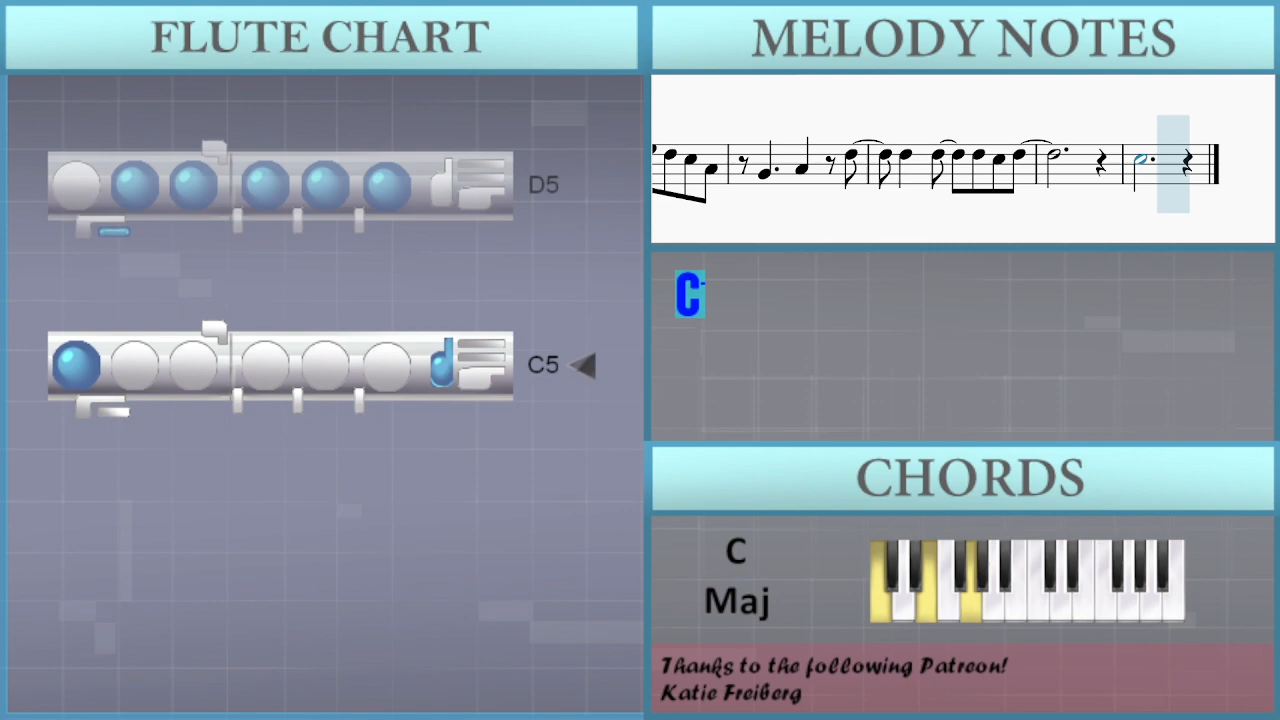 FLUTE CHART
MELODY NOTES
D5
C5
C
CHORDS
C
Maj
Thanks to the following Patreon!
Katie Freiberg